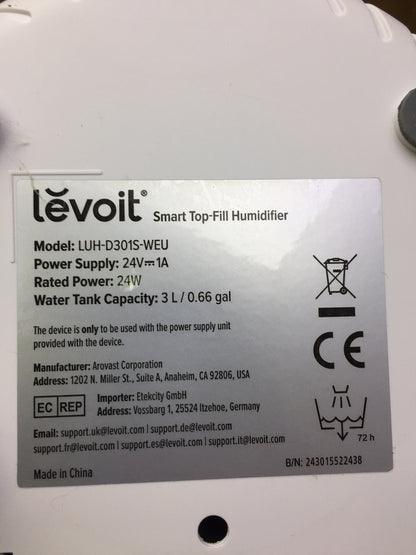 levoit® Smart Top-Fill Humidifier
Model: LUH-D301S-WEU
Power Supply: 24V⎓1A
Rated Power: 24W
Water Tank Capacity: 3 L / 0.66 gal
The device is only to be used with the power supply unit
provided with the device.
Manufacturer: Arovast Corporation
Address: 1202 N. Miller St., Suite A, Anaheim, CA 92806, USA
EC REP
Importer: Etekcity GmbH
Address: Vossbarg 1, 25524 Itzehoe, Germany
Email: support.uk@levoit.com | support.de@levoit.com
support.fr@levoit.com | support.es@levoit.com | support.it@levoit.com
Made in China
CE
72 h
B/N: 243015522438